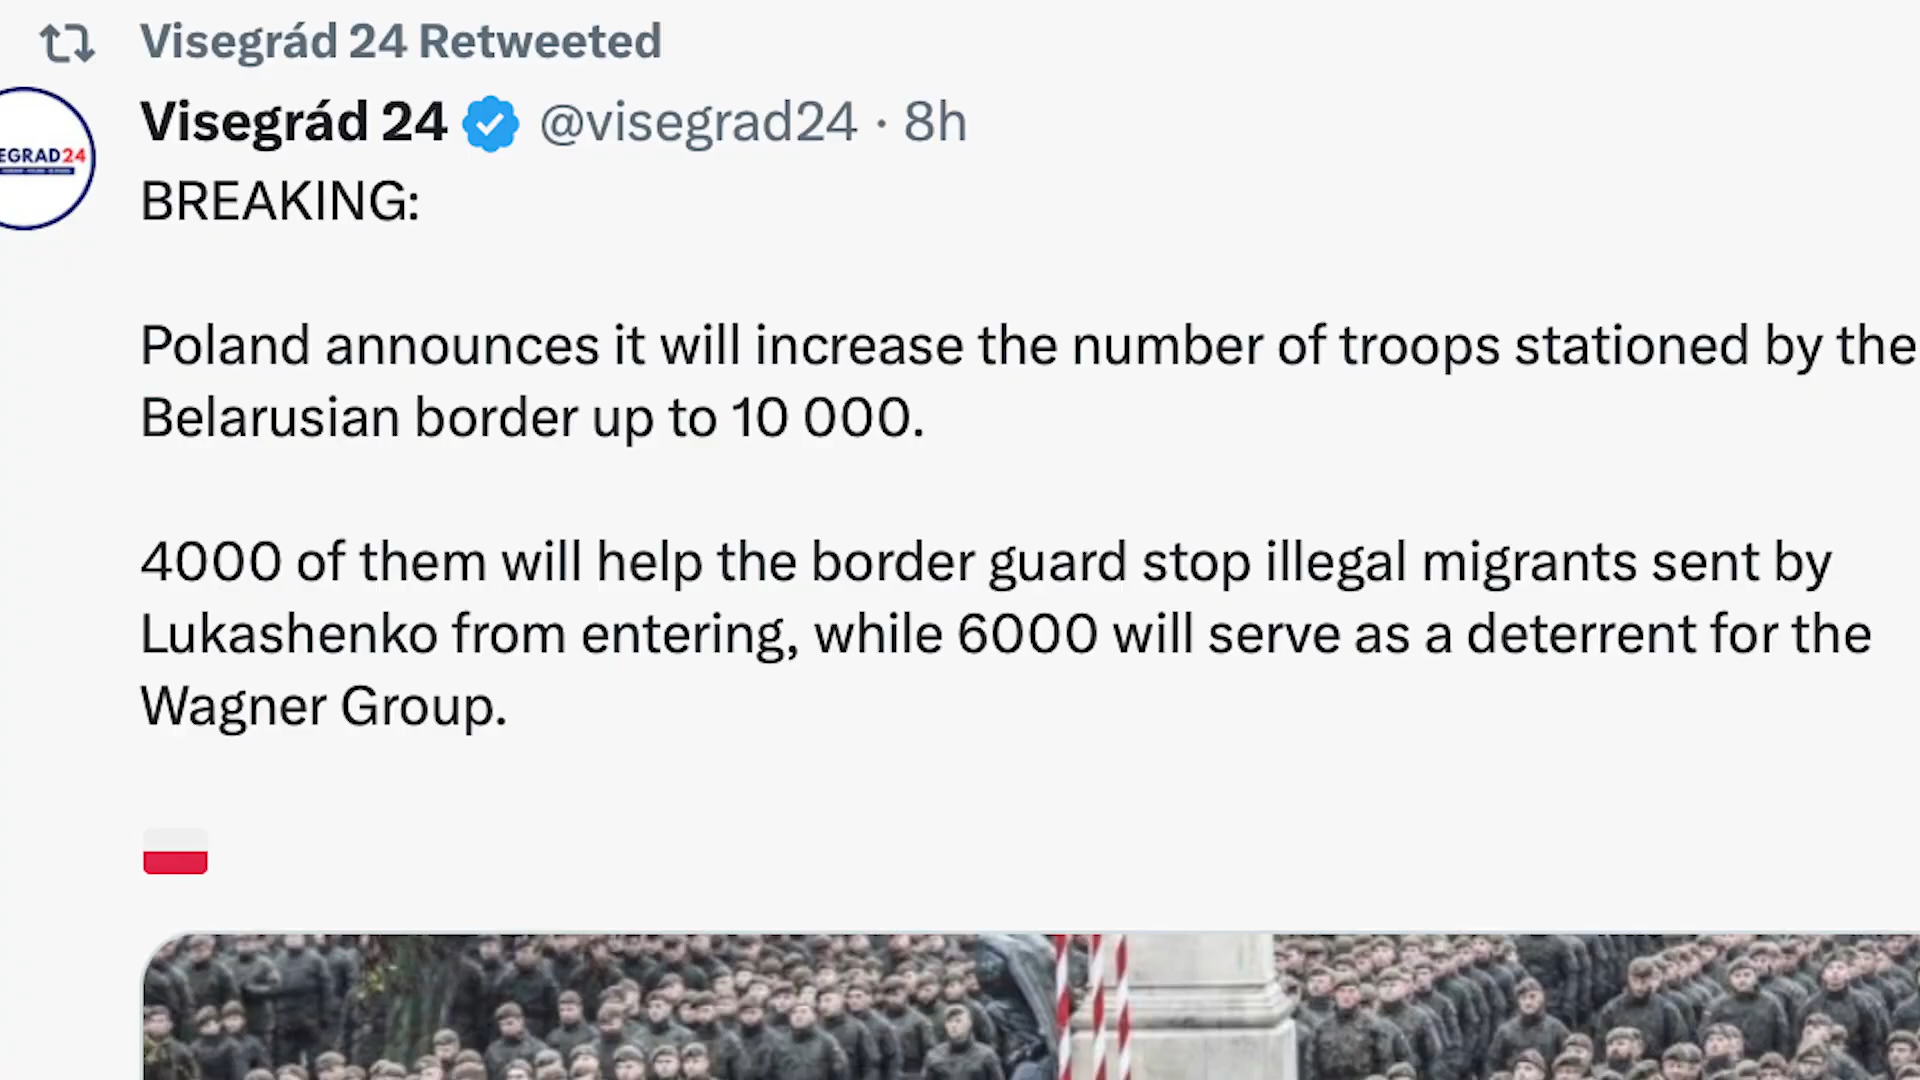 Visegrád 24 Retweeted
Visegrád 24 @visegrad24 · 8h
EGRAD24
BREAKING:
Poland announces it will increase the number of troops stationed by the
Belarusian border up to 10 000.
4000 of them will help the border guard stop illegal migrants sent by
Lukashenko from entering, while 6000 will serve as a deterrent for the
Wagner Group.